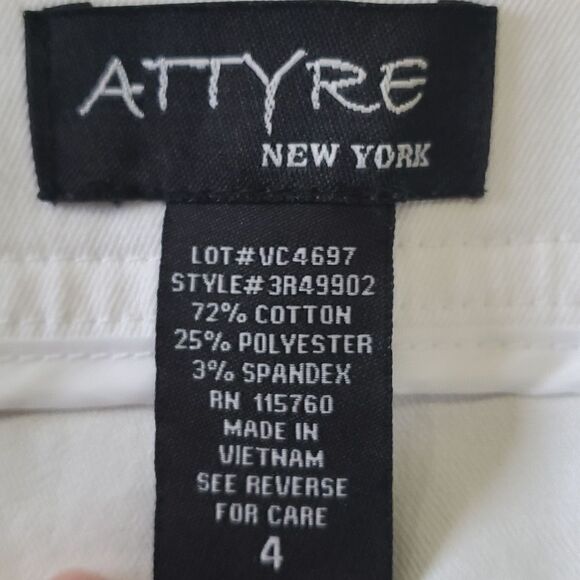 ATTYRE
NEW YORK
LOT#VC4697
STYLE#3R49902
72% COTTON
25% POLYESTER
3% SPANDEX
RN 115760
MADE IN
VIETNAM
SEE REVERSE
FOR CARE
4